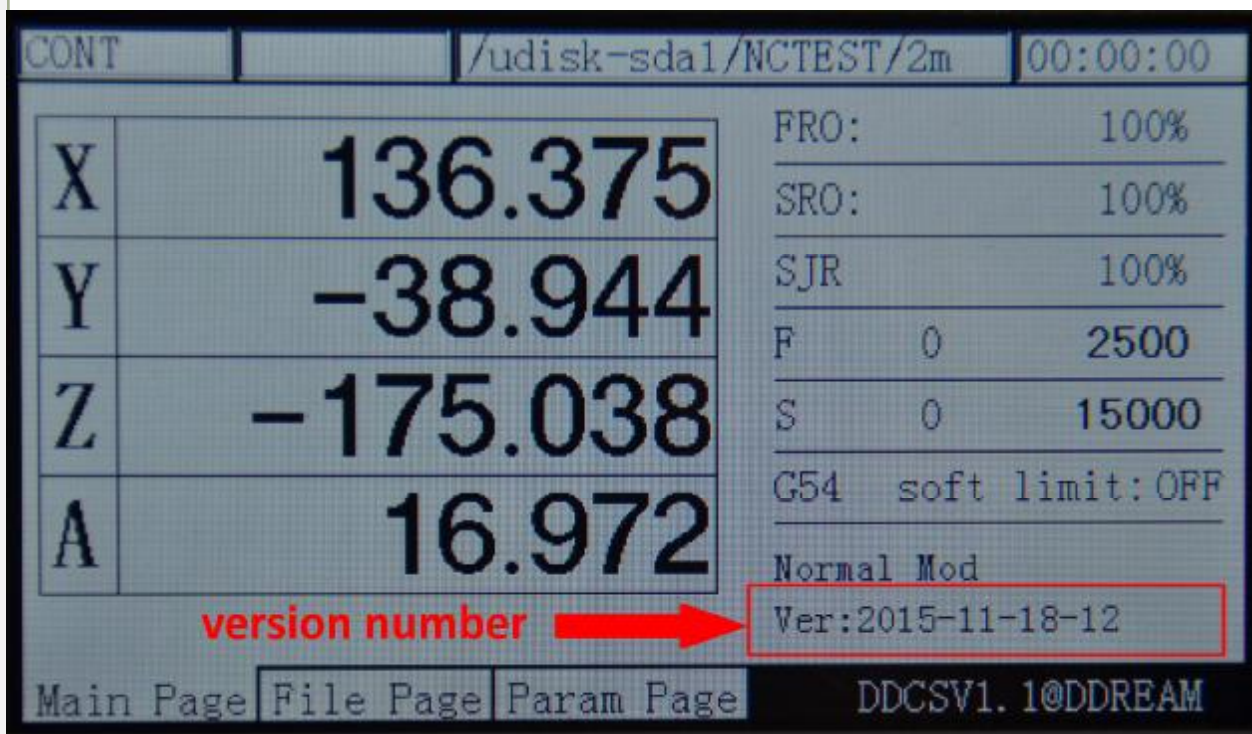 CONT /udisk-sda1/NCTEST/2m 00:00:00
X 136.375
Y -38.944
Z -175.038
A 16.972
FRO: 100%
SRO: 100%
SJR 100%
F 0 2500
S 0 15000
G54 soft limit:OFF
Normal Mod
version number
Ver:2015-11-18-12
Main Page File Page Param Page DDCSV1.1@DDREAM